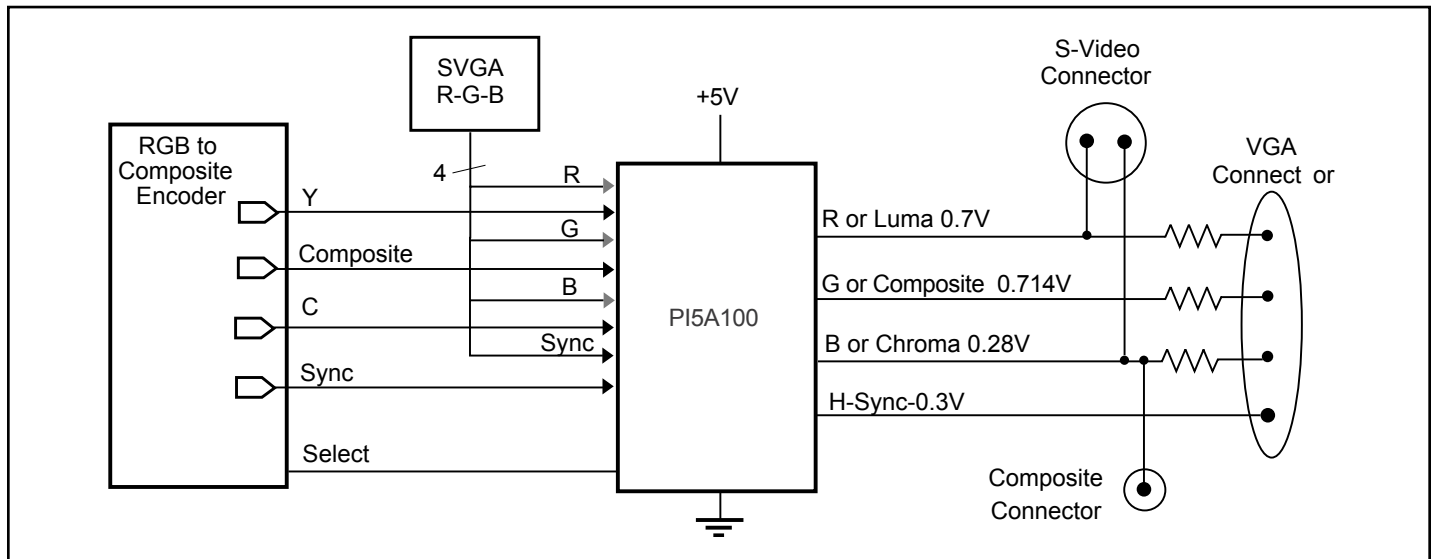 SVGA
R-G-B
S-Video
Connector
+5V
RGB to
Composite
Encoder
VGA
Connect or
4
R
Y
G
Composite
B
C
Sync
Sync
Select
PI5A100
R or Luma 0.7V
G or Composite 0.714V
B or Chroma 0.28V
H-Sync-0.3V
Composite
Connector